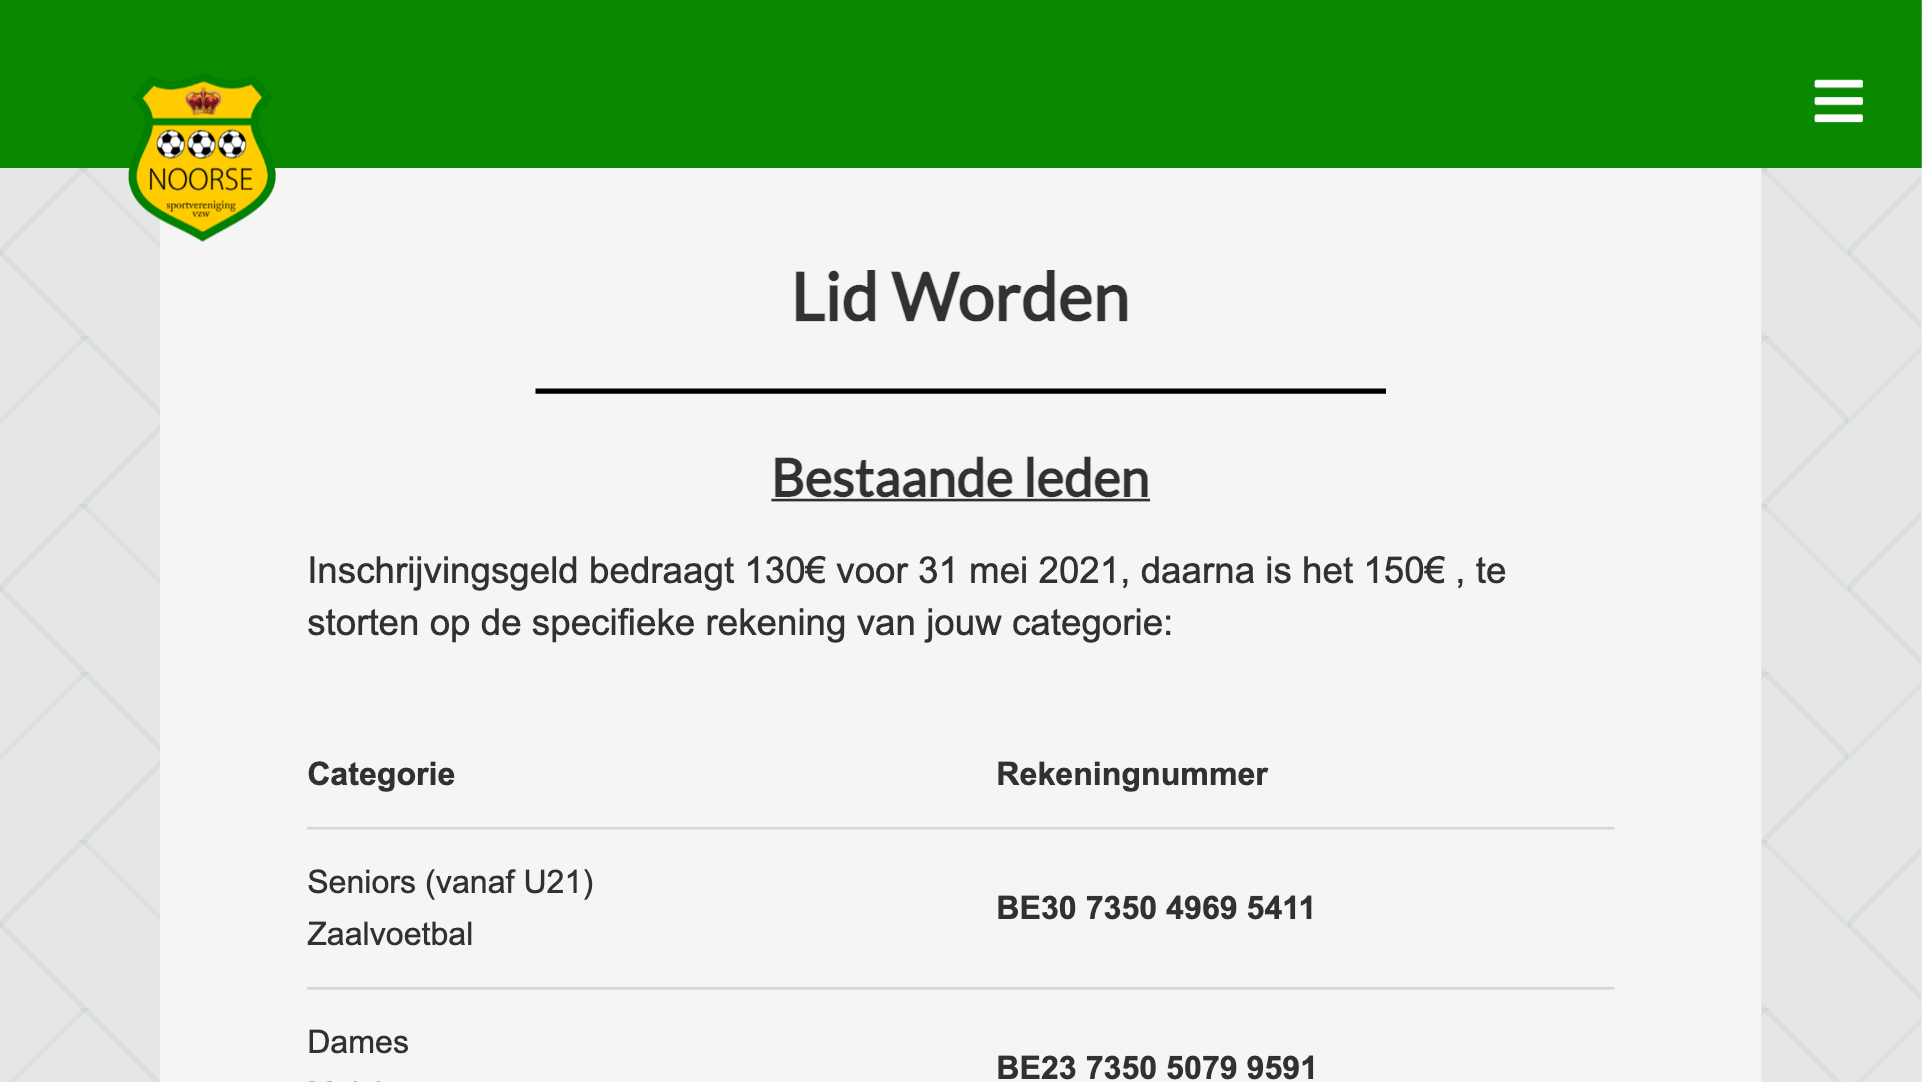 NOORSE
sportvereniging
vzw
Lid Worden
Bestaande leden
Inschrijvingsgeld bedraagt 130€ voor 31 mei 2021, daarna is het 150€ , te
storten op de specifieke rekening van jouw categorie:
Categorie Rekeningnummer
Seniors (vanaf U21)
Zaalvoetbal
BE30 7350 4969 5411
Dames
BE23 7350 5079 9591